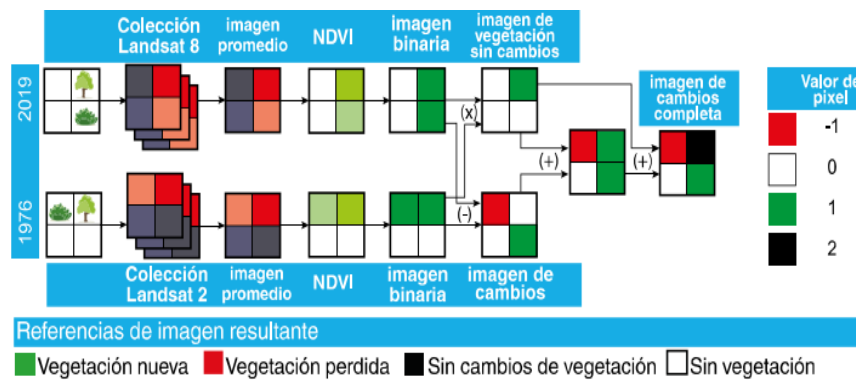 Colección
Landsat 8
imagen
promedio
NDVI
imagen
binaria
imagen de
vegetación
sin cambios
2019
(x)
(+)
imagen de
cambios
completa
(+)
Valor de
pixel
-1
0
1
2
1976
(-)
Colección
Landsat 2
imagen
promedio
NDVI
imagen
binaria
imagen de
cambios
Referencias de imagen resultante
Vegetación nueva
Vegetación perdida
Sin cambios de vegetación
Sin vegetación